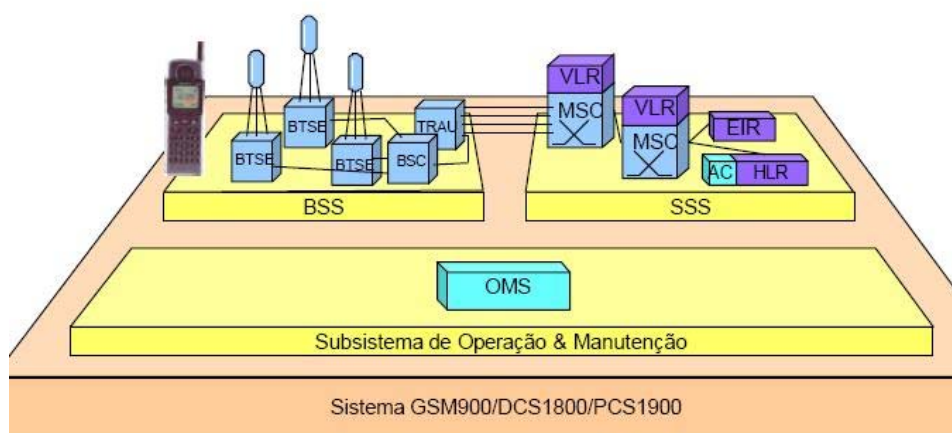 VLR
MSC
VLR
MSC
BTSE
BTSE
BTSE
BSC
TRAU
EIR
AC HLR
BSS
SSS
OMS
Subsistema de Operação & Manutenção
Sistema GSM900/DCS1800/PCS1900